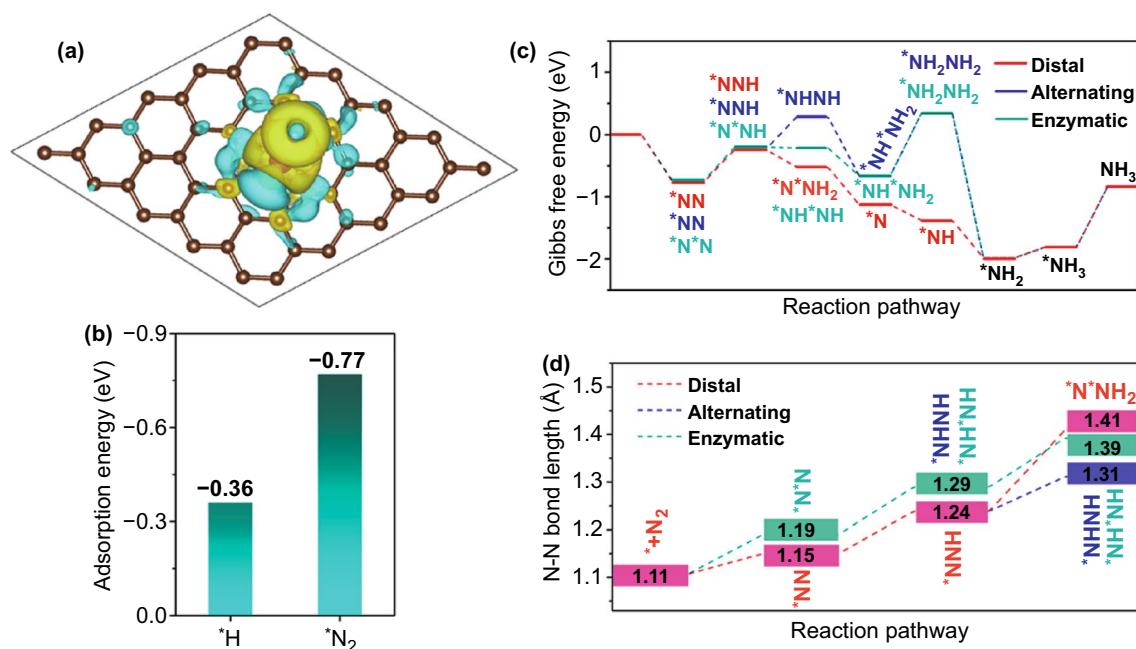 (a)
(b)
Adsorption energy (eV)
−0.9
−0.6
−0.3
0.0
−0.36
−0.77
*H
*N2
(c)
Gibbs free energy (eV)
1
0
−1
−2
*NNH
*NNH
*N*NH
*NHNH
*NH*NH2
*NH2NH2
*NH2NH2
Distal
Alternating
Enzymatic
*NN
*NN
*N*N
*N*NH2
*NH*NH
*NH*NH2
*N
*NH
*NH2
*NH3
NH3
Reaction pathway
(d)
N-N bond length (Å)
1.5
1.4
1.3
1.2
1.1
Distal
Alternating
Enzymatic
*+N2
1.11
*N*N
1.19
1.15
*NN
*NHNH
*NH*NH
1.29
1.24
*NNH
*N*NH2
1.41
1.39
1.31
*NHNH
*NH*NH
Reaction pathway